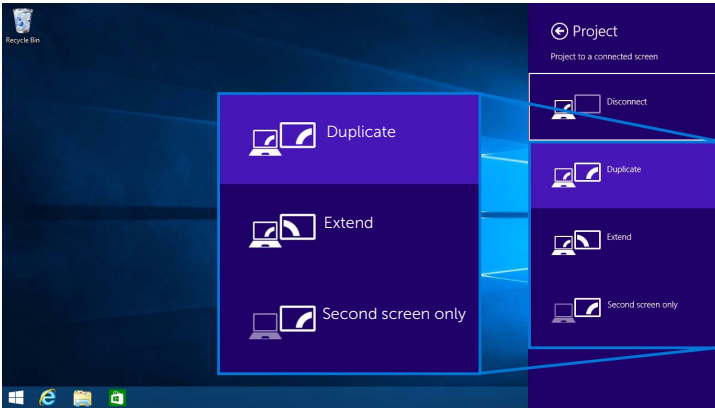 Recycle Bin
Project
Project to a connected screen
Disconnect
Duplicate
Extend
Second screen only
Duplicate
Extend
Second screen only